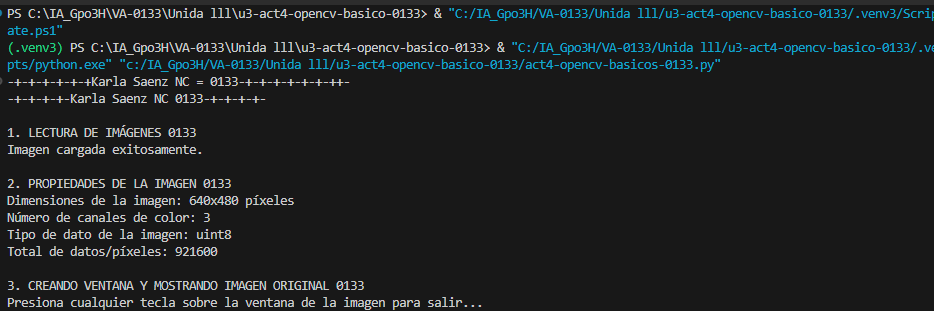 PS C:\IA_Gpo3H\VA-0133\Unida lll\u3-act4-opencv-basico-0133> & "C:/IA_Gpo3H/VA-0133/Unida lll/u3-act4-opencv-basico-0133/.venv3/Scrip
ate.ps1"
(.venv3) PS C:\IA_Gpo3H\VA-0133\Unida lll\u3-act4-opencv-basico-0133> & "C:/IA_Gpo3H/VA-0133/Unida lll/u3-act4-opencv-basico-0133/.ve
pts/python.exe" "c:/IA_Gpo3H/VA-0133/Unida lll/u3-act4-opencv-basico-0133/act4-opencv-basicos-0133.py"
-+-+-+-+-+-+Karla Saenz NC = 0133-+-+-+-+-+-+-++-
-+-+-+-+-Karla Saenz NC 0133-+-+-+-+-
1. LECTURA DE IMÁGENES 0133
Imagen cargada exitosamente.
2. PROPIEDADES DE LA IMAGEN 0133
Dimensiones de la imagen: 640x480 píxeles
Número de canales de color: 3
Tipo de dato de la imagen: uint8
Total de datos/píxeles: 921600
3. CREANDO VENTANA Y MOSTRANDO IMAGEN ORIGINAL 0133
Presiona cualquier tecla sobre la ventana de la imagen para salir...